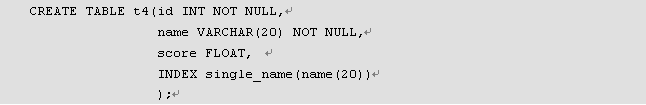 CREATE TABLE t4(id INT NOT NULL,
name VARCHAR(20) NOT NULL,
score FLOAT,
INDEX single_name(name(20))
);